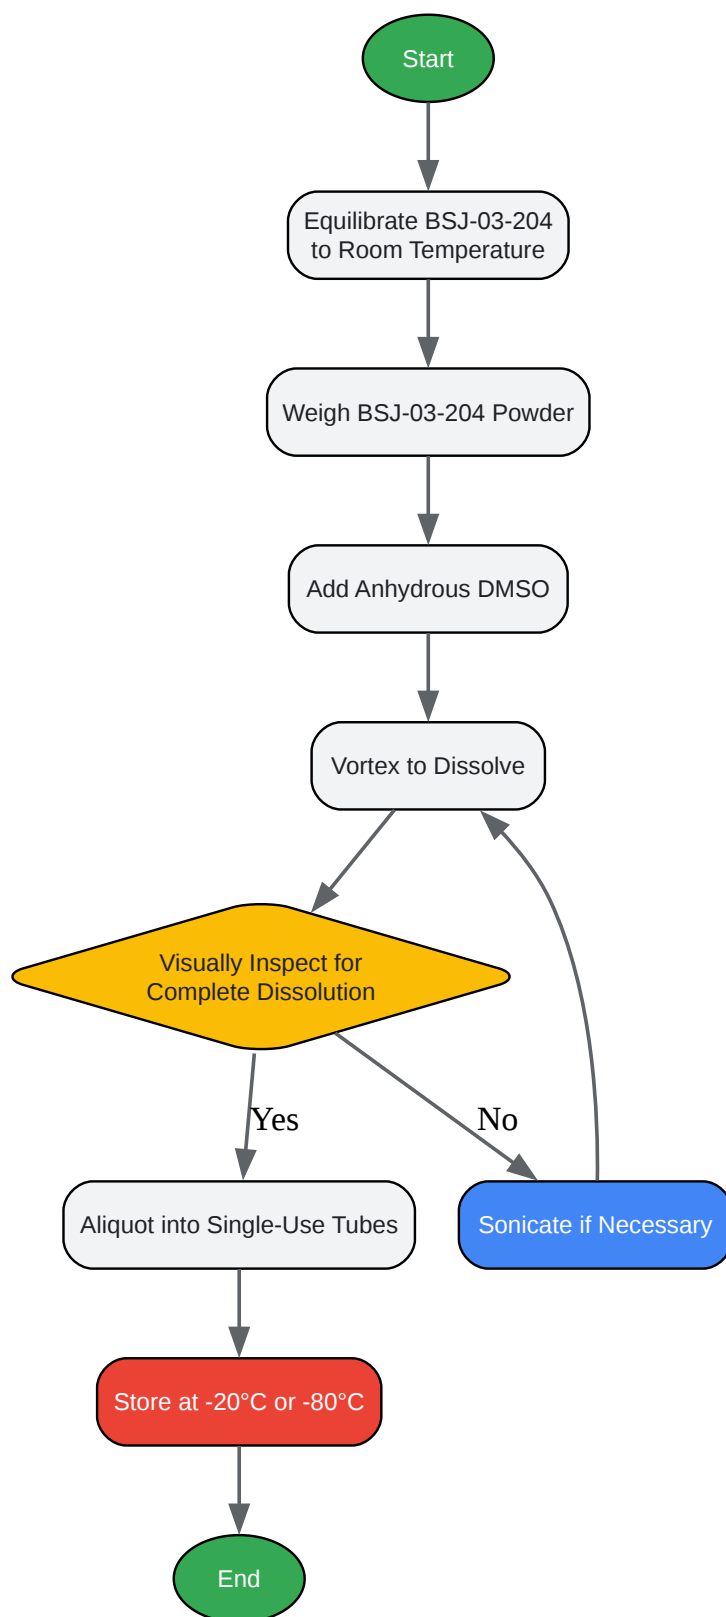 Start
Equilibrate BSJ-03-204
to Room Temperature
Weigh BSJ-03-204 Powder
Add Anhydrous DMSO
Vortex to Dissolve
Visually Inspect for
Complete Dissolution
Yes
No
Aliquot into Single-Use Tubes
Sonicate if Necessary
Store at -20°C or -80°C
End